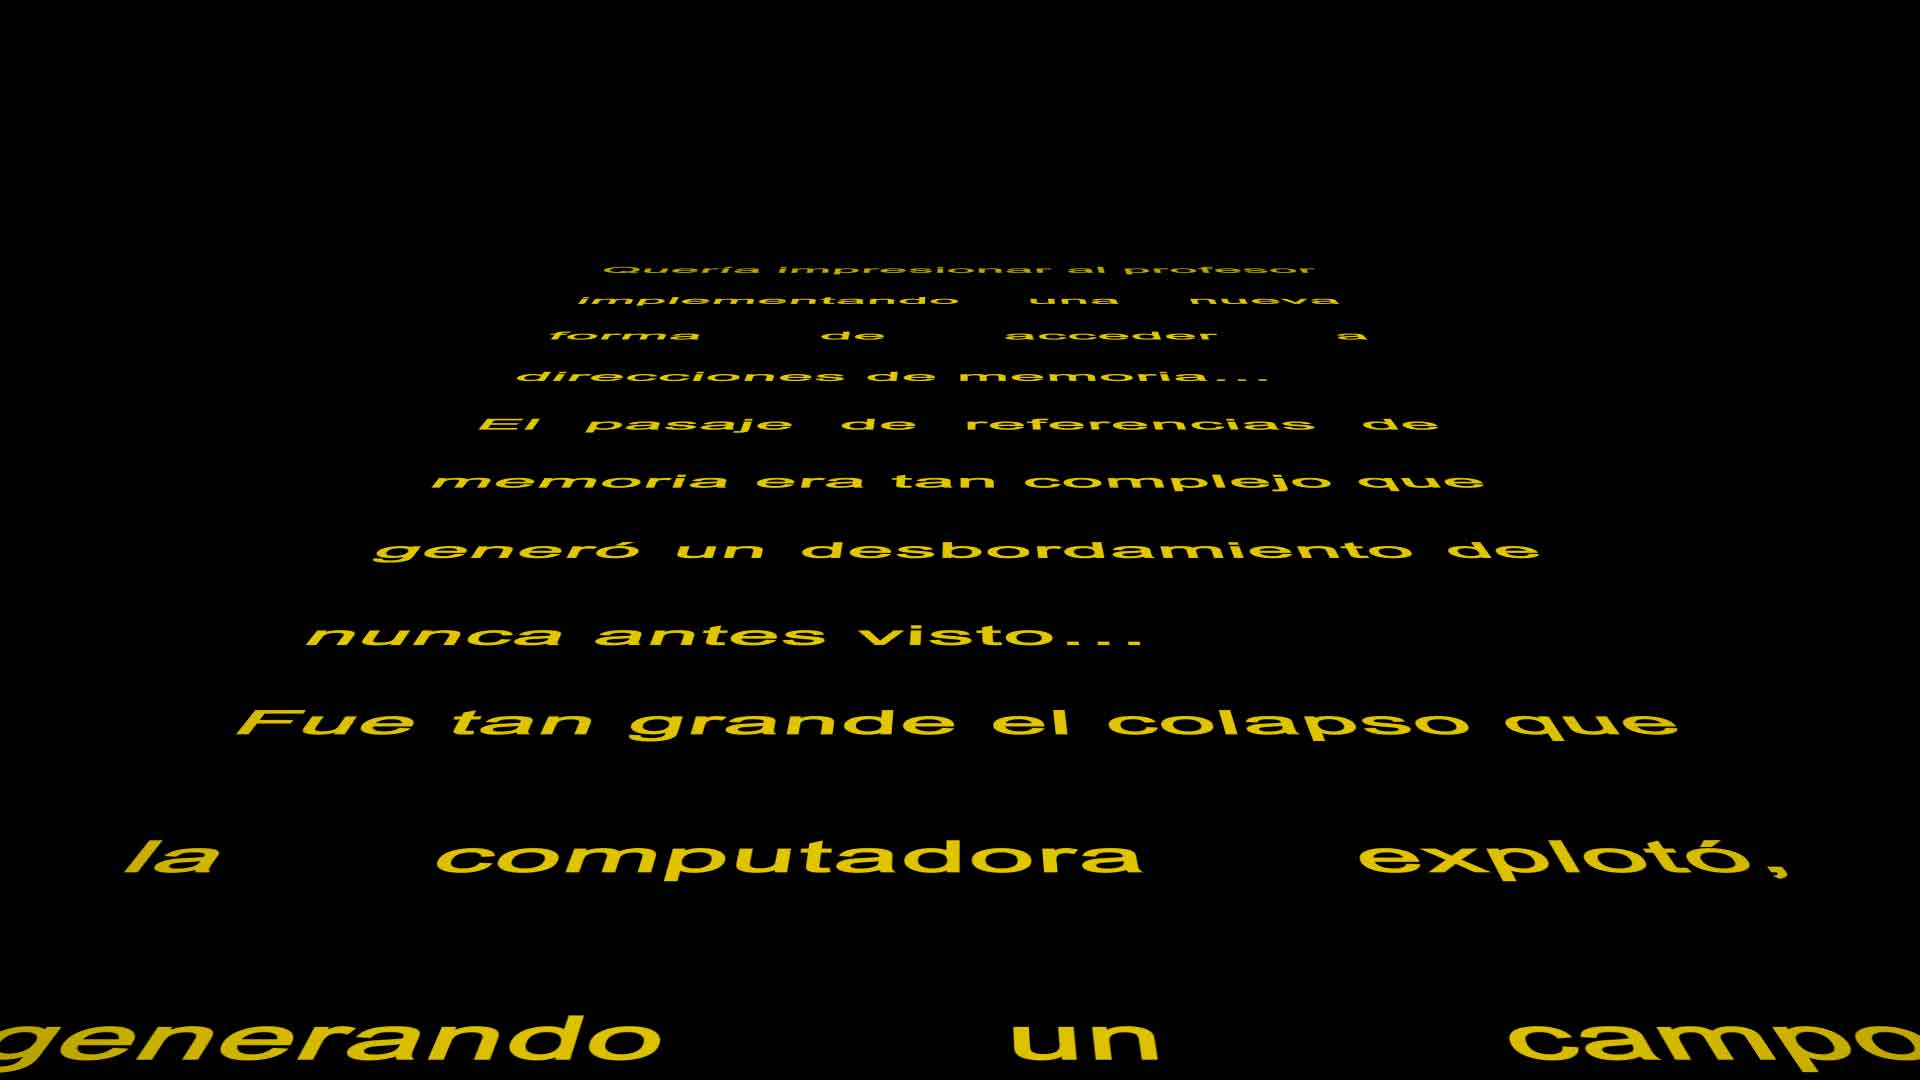 Quería impresionar al profesor
implementando una nueva
forma de acceder a
direcciones de memoria...
El pasaje de referencias de
memoria era tan complejo que
generó un desbordamiento de
nunca antes visto...
Fue tan grande el colapso que
la computadora explotó,
generando un campo